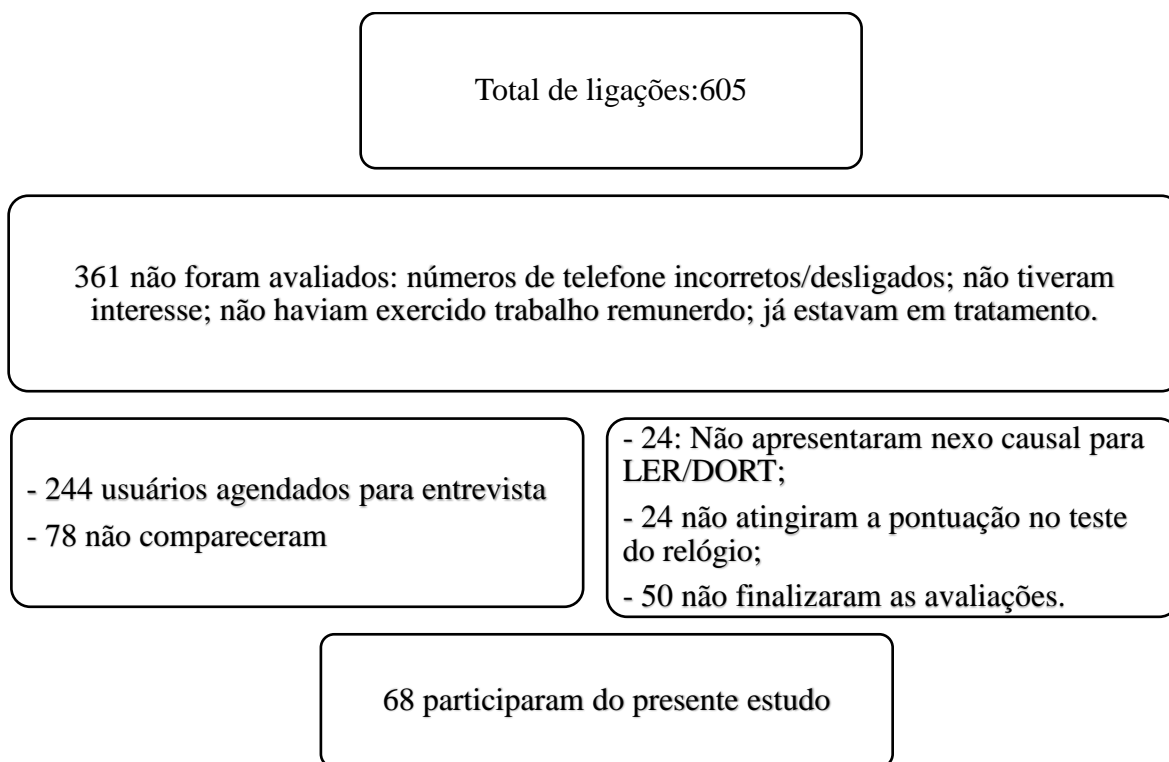 Total de ligações:605
361 não foram avaliados: números de telefone incorretos/desligados; não tiveram
interesse; não haviam exercido trabalho remunerdo; já estavam em tratamento.
- 244 usuários agendados para entrevista
- 78 não compareceram
- 24: Não apresentaram nexo causal para
LER/DORT;
- 24 não atingiram a pontuação no teste
do relógio;
- 50 não finalizaram as avaliações.
68 participaram do presente estudo